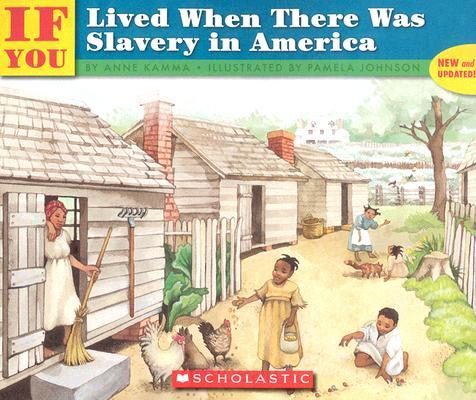 IF
YOU
Lived When There Was
Slavery in America
BY ANNE KAMMA • ILLUSTRATED BY PAMELA JOHNSON
NEW and
UPDATED!
SCHOLASTIC